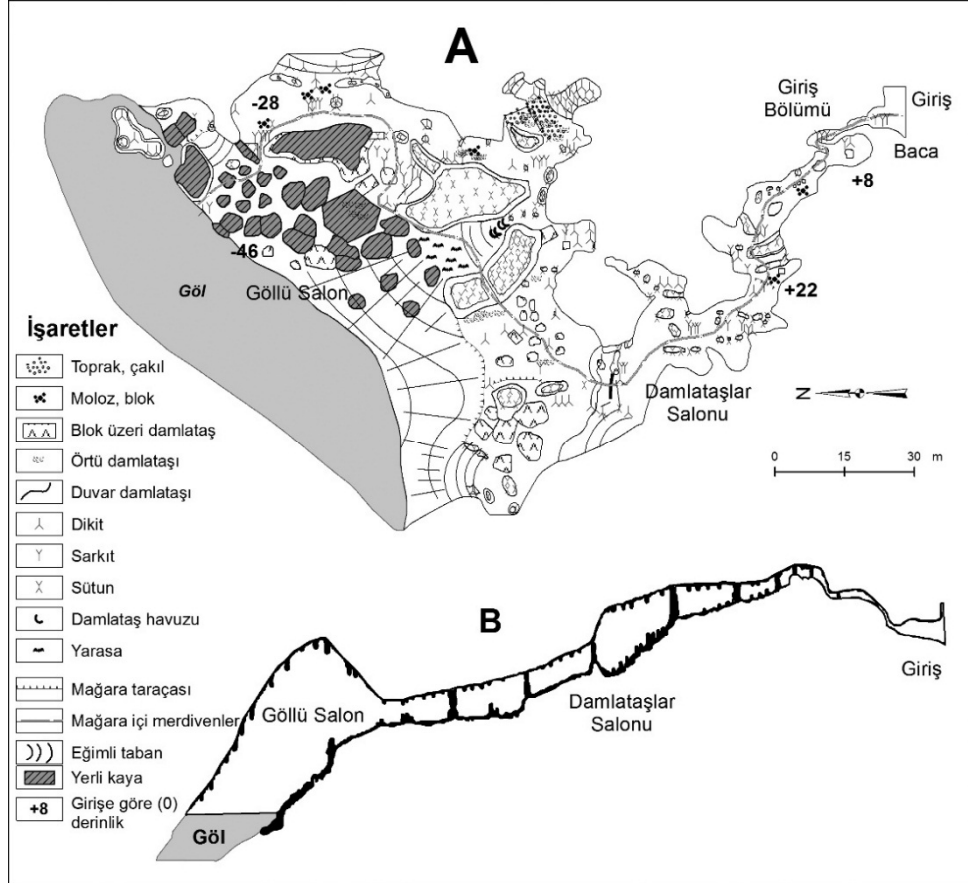 A
-28
Giriş
Bölümü
Giriş
Baca
+8
-46
Göl
Göllü Salon
+22
Damlataşlar
Salonu
N
0 15 30 m
İşaretler
Toprak, çakıl
Moloz, blok
Blok üzeri damlataş
Örtü damlataşı
Duvar damlataşı
Dikit
Sarkıt
Sütun
Damlataş havuzu
Yarasa
Mağara taraçası
Mağara içi merdivenler
Eğimli taban
Yerli kaya
+8 Girişe göre (0)
derinlik
B
Göllü Salon
Damlataşlar
Salonu
Giriş
Göl